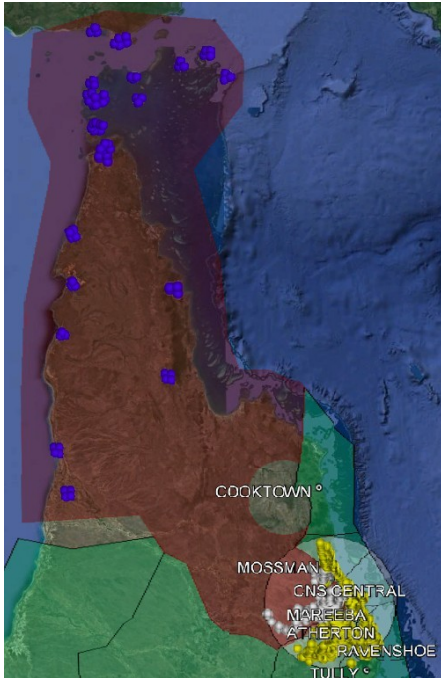 COOKTOWN °
MOSSMAN
CNS CENTRAL
MAREEBA
ATHERTON
RAVENSHOE
TULLY °